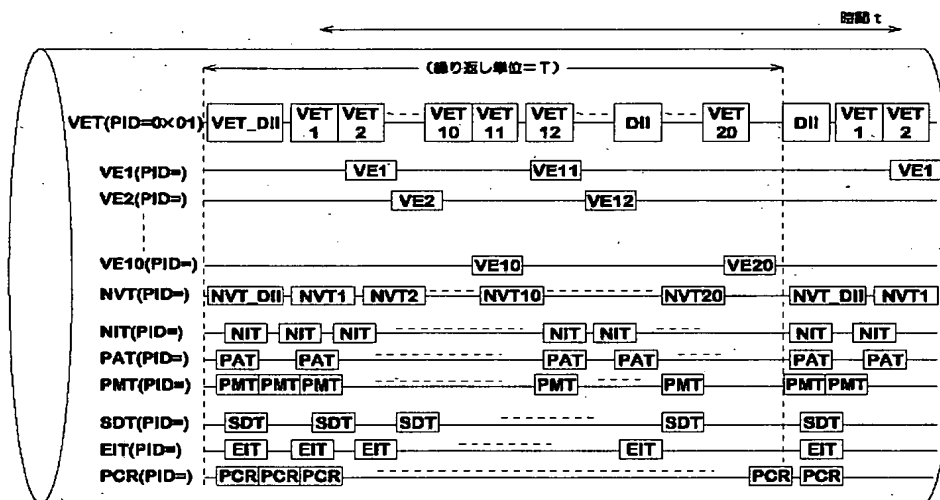 時間 t
(繰り返し単位=T)
VET(PID=0×01) VET_DII VET 1 VET 2 VET 10 VET 11 VET 12 DII VET 20 DII VET 1 VET 2
VE1(PID=) VE1 VE11 VE1
VE2(PID=) VE2 VE12
VE10(PID=) VE10 VE20
NVT(PID=) NVT_DII NVT1 NVT2 NVT10 NVT20 NVT_DII NVT1
NIT(PID=) NIT NIT NIT NIT NIT NIT NIT
PAT(PID=) PAT PAT PAT PAT PAT PAT
PMT(PID=) PMT PMT PMT PMT PMT PMT PMT
SDT(PID=) SDT SDT SDT SDT SDT
EIT(PID=) EIT EIT EIT EIT EIT
PCR(PID=) PCR PCR PCR PCR PCR